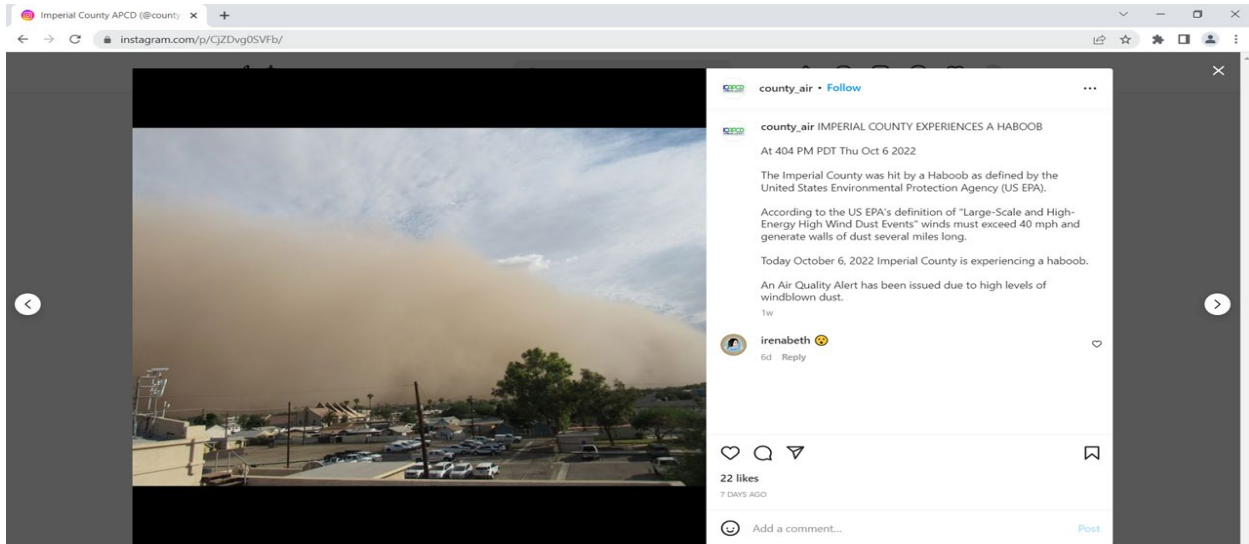 Imperial County APCD (@county
instagram.com/p/CjZDvg0SVFb/
county_air • Follow
county_air IMPERIAL COUNTY EXPERIENCES A HABOOB
At 404 PM PDT Thu Oct 6 2022
The Imperial County was hit by a Haboob as defined by the
United States Environmental Protection Agency (US EPA).
According to the US EPA's definition of "Large-Scale and High-
Energy High Wind Dust Events" winds must exceed 40 mph and
generate walls of dust several miles long.
Today October 6, 2022 Imperial County is experiencing a haboob.
An Air Quality Alert has been issued due to high levels of
windblown dust.
1w
irenabeth 😮
6d Reply
22 likes
7 DAYS AGO
Add a comment...
Post